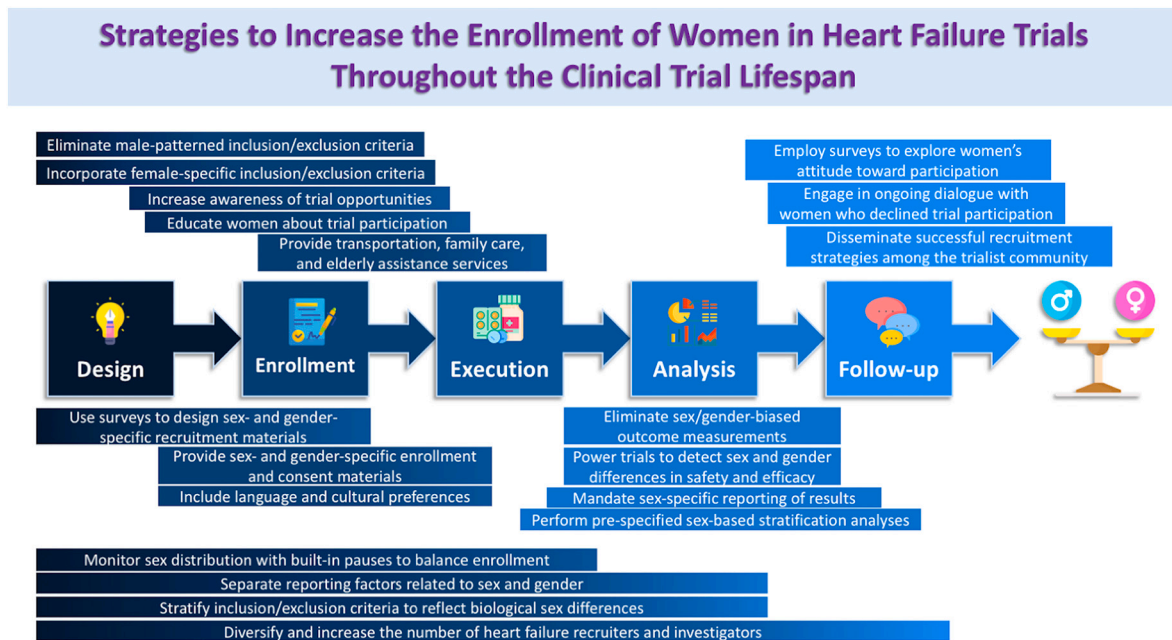 Strategies to Increase the Enrollment of Women in Heart Failure Trials
Throughout the Clinical Trial Lifespan
Eliminate male-patterned inclusion/exclusion criteria
Incorporate female-specific inclusion/exclusion criteria
Increase awareness of trial opportunities
Educate women about trial participation
Provide transportation, family care,
and elderly assistance services
Employ surveys to explore women's
attitude toward participation
Engage in ongoing dialogue with
women who declined trial participation
Disseminate successful recruitment
strategies among the trialist community
Design
Enrollment
Execution
Analysis
Follow-up
Use surveys to design sex- and gender-
specific recruitment materials
Provide sex- and gender-specific enrollment
and consent materials
Include language and cultural preferences
Eliminate sex/gender-biased
outcome measurements
Power trials to detect sex and gender
differences in safety and efficacy
Mandate sex-specific reporting of results
Perform pre-specified sex-based stratification analyses
Monitor sex distribution with built-in pauses to balance enrollment
Separate reporting factors related to sex and gender
Stratify inclusion/exclusion criteria to reflect biological sex differences
Diversify and increase the number of heart failure recruiters and investigators